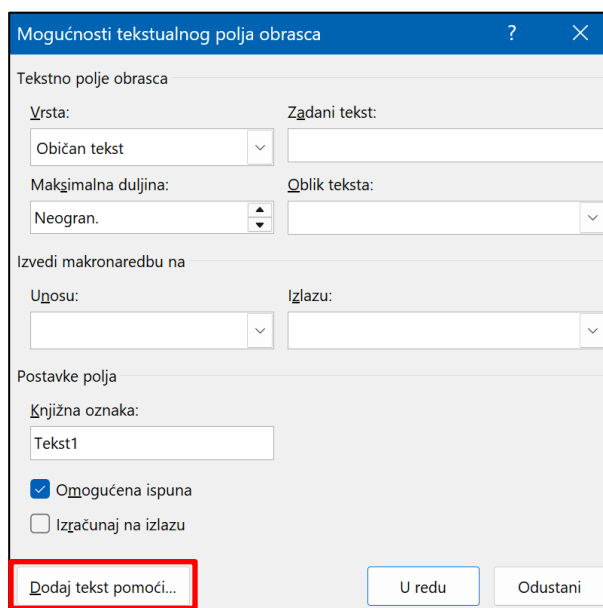 Mogućnosti tekstualnog polja obrasca ?
Tekstno polje obrasca
Vrsta: Zadani tekst:
Običan tekst
Maksimalna duljina: Oblik teksta:
Neogran.
Izvedi makronaredbu na
Unosu: Izlazu:
Postavke polja
Knjižna oznaka:
Tekst1
Omogućena ispuna
Izračunaj na izlazu
Dodaj tekst pomoći... U redu Odustani